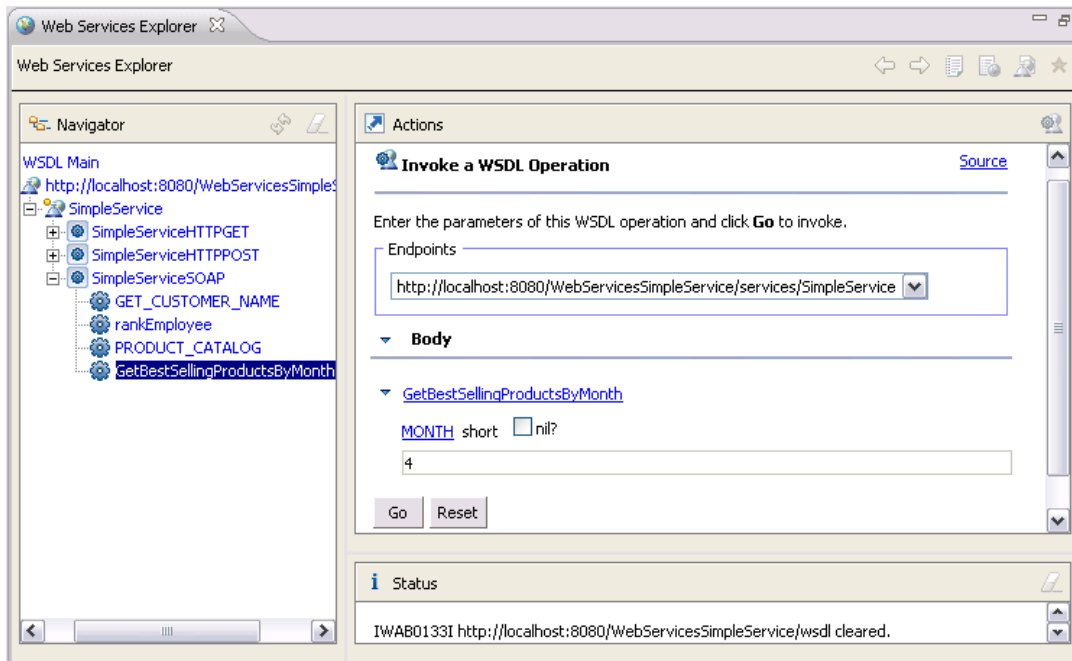 Web Services Explorer
Web Services Explorer
Navigator
WSDL Main
http://localhost:8080/WebServicesSimpleS
SimpleService
SimpleServiceHTTPGET
SimpleServiceHTTPPOST
SimpleServiceSOAP
GET_CUSTOMER_NAME
rankEmployee
PRODUCT_CATALOG
GetBestSellingProductsByMonth
Actions
Invoke a WSDL Operation Source
Enter the parameters of this WSDL operation and click Go to invoke.
Endpoints
http://localhost:8080/WebServicesSimpleService/services/SimpleService
Body
GetBestSellingProductsByMonth
MONTH short nil?
4
Go Reset
i Status
IWAB0133I http://localhost:8080/WebServicesSimpleService/wsdl cleared.